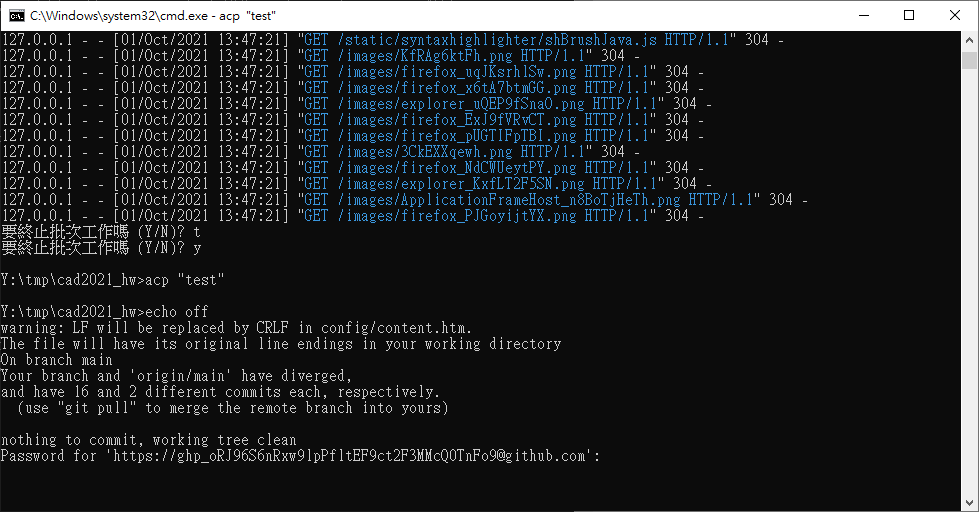 C:\Windows\system32\cmd.exe - acp "test"
127.0.0.1 - - [01/Oct/2021 13:47:21] "GET /static/syntaxhighlighter/shBrushJava.js HTTP/1.1" 304 -
127.0.0.1 - - [01/Oct/2021 13:47:21] "GET /images/KfRAg6ktFh.png HTTP/1.1" 304 -
127.0.0.1 - - [01/Oct/2021 13:47:21] "GET /images/firefox_uqJKsrhlSw.png HTTP/1.1" 304 -
127.0.0.1 - - [01/Oct/2021 13:47:21] "GET /images/firefox_x6tA7btmGG.png HTTP/1.1" 304 -
127.0.0.1 - - [01/Oct/2021 13:47:21] "GET /images/explorer_uQEP9fSnaO.png HTTP/1.1" 304 -
127.0.0.1 - - [01/Oct/2021 13:47:21] "GET /images/firefox_ExJ9fVRvCT.png HTTP/1.1" 304 -
127.0.0.1 - - [01/Oct/2021 13:47:21] "GET /images/firefox_pUGTIFpTBI.png HTTP/1.1" 304 -
127.0.0.1 - - [01/Oct/2021 13:47:21] "GET /images/3CkEXXqewh.png HTTP/1.1" 304 -
127.0.0.1 - - [01/Oct/2021 13:47:21] "GET /images/firefox_NdCWUeytPY.png HTTP/1.1" 304 -
127.0.0.1 - - [01/Oct/2021 13:47:21] "GET /images/explorer_KxfLT2F5SN.png HTTP/1.1" 304 -
127.0.0.1 - - [01/Oct/2021 13:47:21] "GET /images/ApplicationFrameHost_n8BoTjHeTh.png HTTP/1.1" 304 -
127.0.0.1 - - [01/Oct/2021 13:47:21] "GET /images/firefox_PJGoyijtYX.png HTTP/1.1" 304 -
要終止批次工作嗎 (Y/N)? t
要終止批次工作嗎 (Y/N)? y
Y:\tmp\cad2021_hw>acp "test"
Y:\tmp\cad2021_hw>echo off
warning: LF will be replaced by CRLF in config/content.htm.
The file will have its original line endings in your working directory
On branch main
Your branch and 'origin/main' have diverged,
and have 16 and 2 different commits each, respectively.
(use "git pull" to merge the remote branch into yours)
nothing to commit, working tree clean
Password for